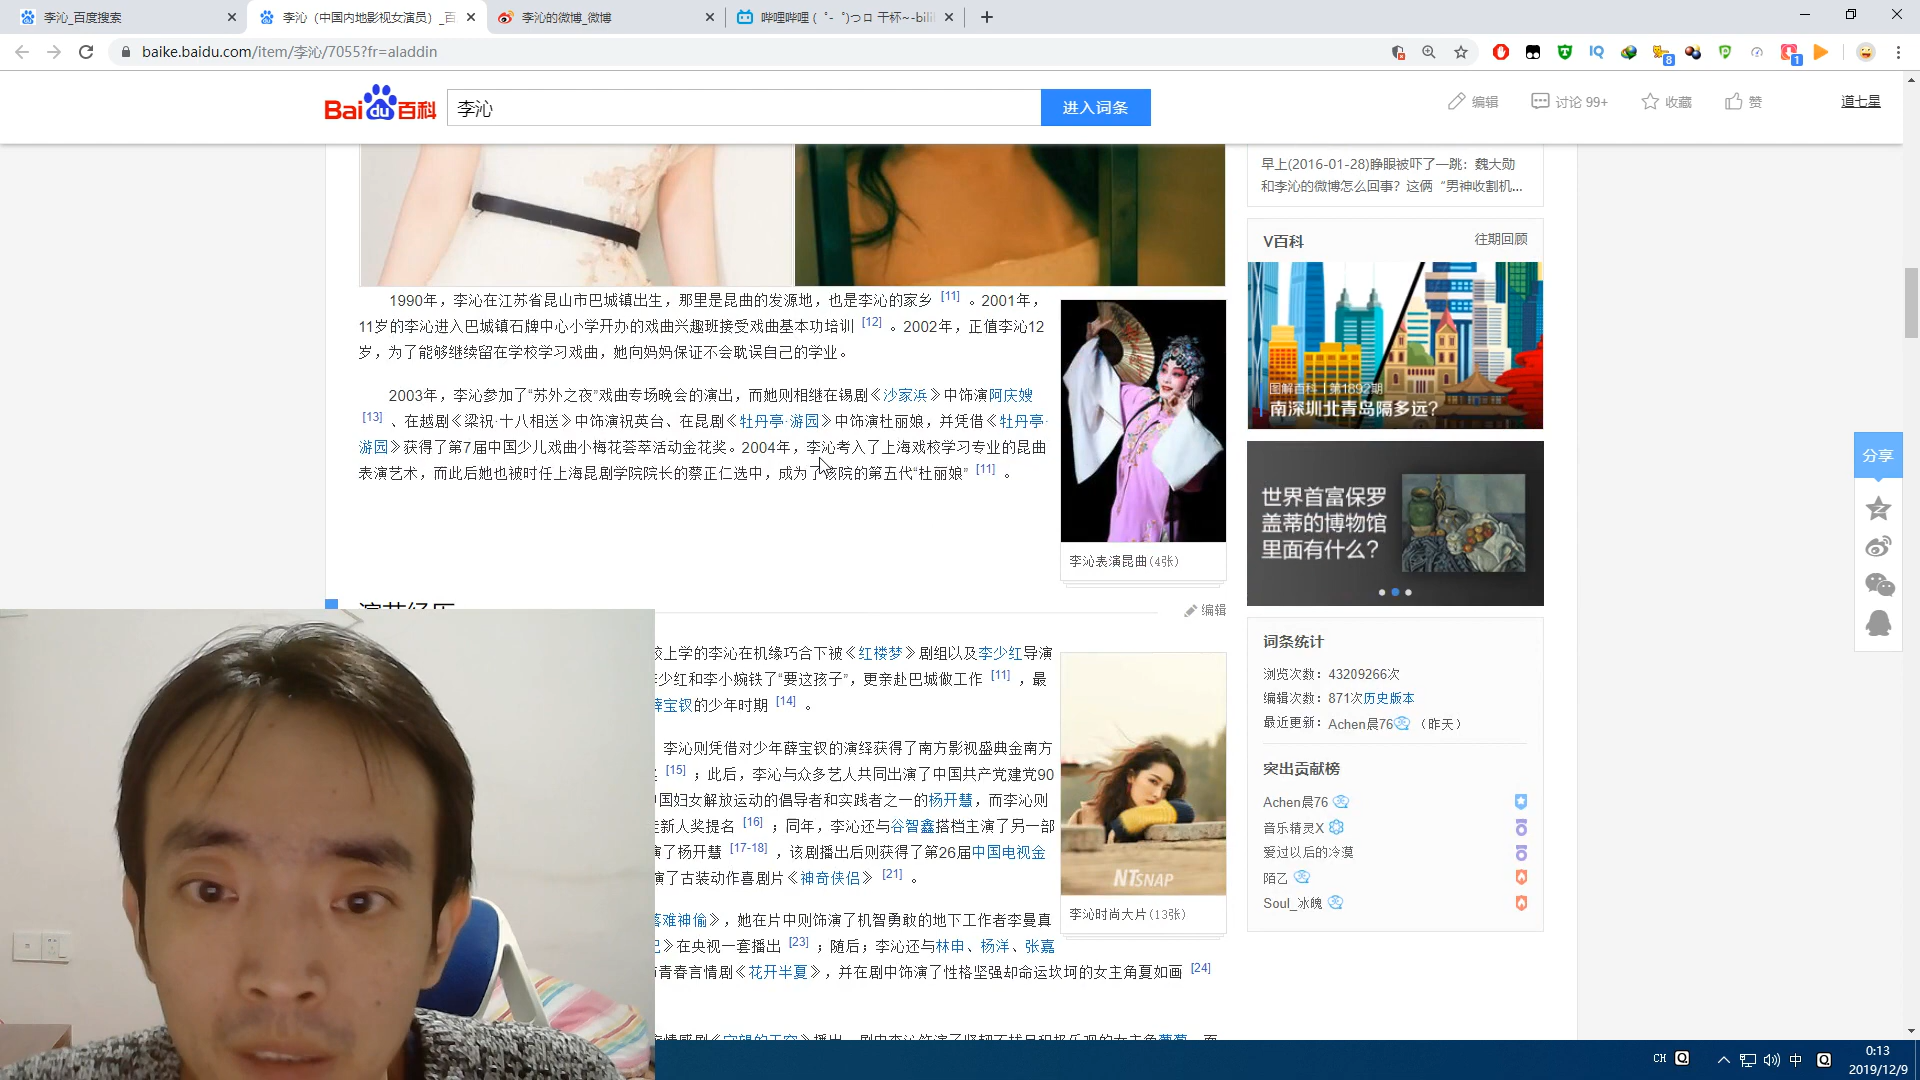 李沁_百度搜索
李沁（中国内地影视女演员）_百
李沁的微博_微博
哔哩哔哩 (゜-゜)つロ 干杯~-bili
baike.baidu.com/item/李沁/7055?fr=aladdin
IQ
8
1
Bai du 百科
李沁
进入词条
编辑
讨论 99+
收藏
赞
道七星
早上(2016-01-28)睁眼被吓了一跳：魏大勋
和李沁的微博怎么回事？这俩“男神收割机...
V百科
往期回顾
图解百科 | 第1892期
南深圳北青岛隔多远？
1990年，李沁在江苏省昆山市巴城镇出生，那里是昆曲的发源地，也是李沁的家乡 [11] 。2001年，
11岁的李沁进入巴城镇石牌中心小学开办的戏曲兴趣班接受戏曲基本功培训 [12] 。2002年，正值李沁12
岁，为了能够继续留在学校学习戏曲，她向妈妈保证不会耽误自己的学业。
2003年，李沁参加了“苏外之夜”戏曲专场晚会的演出，而她则相继在锡剧《沙家浜》中饰演阿庆嫂
[13] 、在越剧《梁祝·十八相送》中饰演祝英台、在昆剧《牡丹亭·游园》中饰演杜丽娘，并凭借《牡丹亭·
游园》获得了第7届中国少儿戏曲小梅花荟萃活动金花奖。2004年，李沁考入了上海戏校学习专业的昆曲
表演艺术，而此后她也被时任上海昆剧学院院长的蔡正仁选中，成为了该院的第五代“杜丽娘” [11] 。
李沁表演昆曲(4张)
世界首富保罗
盖蒂的博物馆
里面有什么？
分享
演艺经历
编辑
校上学的李沁在机缘巧合下被《红楼梦》剧组以及李少红导演
李少红和李小婉铁了“要这孩子”，更亲赴巴城做工作 [11] ，最
薛宝钗的少年时期 [14] 。
李沁则凭借对少年薛宝钗的演绎获得了南方影视盛典金南方
[15] ；此后，李沁与众多艺人共同出演了中国共产党建党90
中国妇女解放运动的倡导者和实践者之一的杨开慧，而李沁则
新人奖提名 [16] ；同年，李沁还与谷智鑫搭档主演了另一部
演了杨开慧 [17-18] ，该剧播出后则获得了第26届中国电视金
演了古装动作喜剧片《神奇侠侣》 [21] 。
落难神偷》，她在片中则饰演了机智勇敢的地下工作者李曼真
》在央视一套播出 [23] ；随后；李沁还与林申、杨洋、张嘉
青春言情剧《花开半夏》，并在剧中饰演了性格坚强却命运坎坷的女主角夏如画 [24]
NTSNAP
李沁时尚大片(13张)
词条统计
浏览次数：43209266次
编辑次数：871次历史版本
最近更新：Achen晨76 （昨天）
突出贡献榜
Achen晨76
音乐精灵X
爱过以后的冷漠
陌乙
Soul_冰魄
CH
中
0:13
2019/12/9